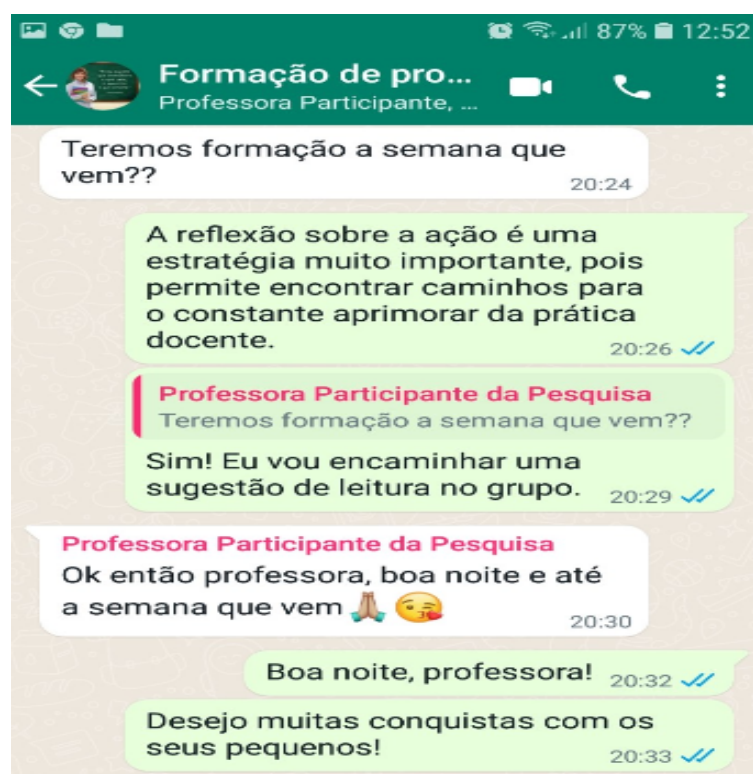 87% 12:52
Formação de pro...
Professora Participante, ...
Teremos formação a semana que
vem??
20:24
A reflexão sobre a ação é uma
estratégia muito importante, pois
permite encontrar caminhos para
o constante aprimorar da prática
docente.
20:26
Professora Participante da Pesquisa
Teremos formação a semana que vem??
Sim! Eu vou encaminhar uma
sugestão de leitura no grupo.
20:29
Professora Participante da Pesquisa
Ok então professora, boa noite e até
a semana que vem 🙏🏼 😘
20:30
Boa noite, professora! 20:32
Desejo muitas conquistas com os
seus pequenos!
20:33